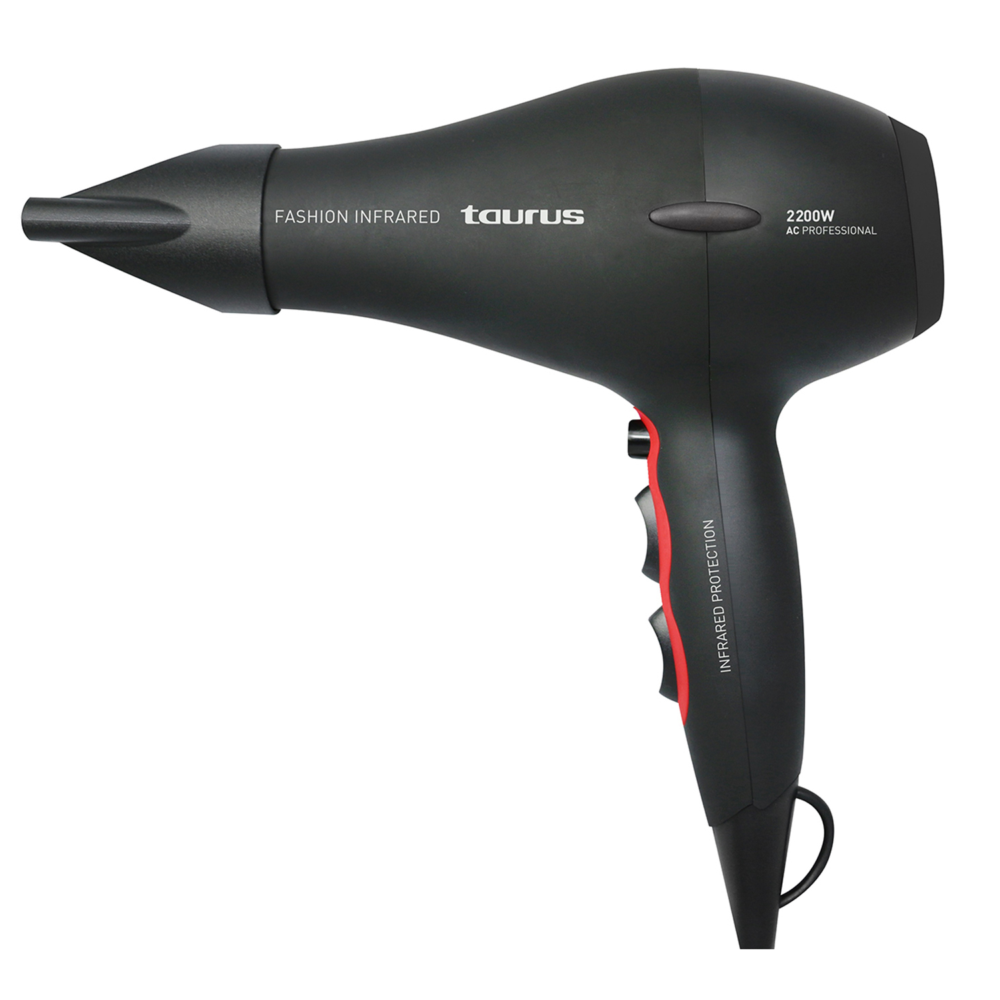 FASHION INFRARED taurus
2200W
AC PROFESSIONAL
INFRARED PROTECTION